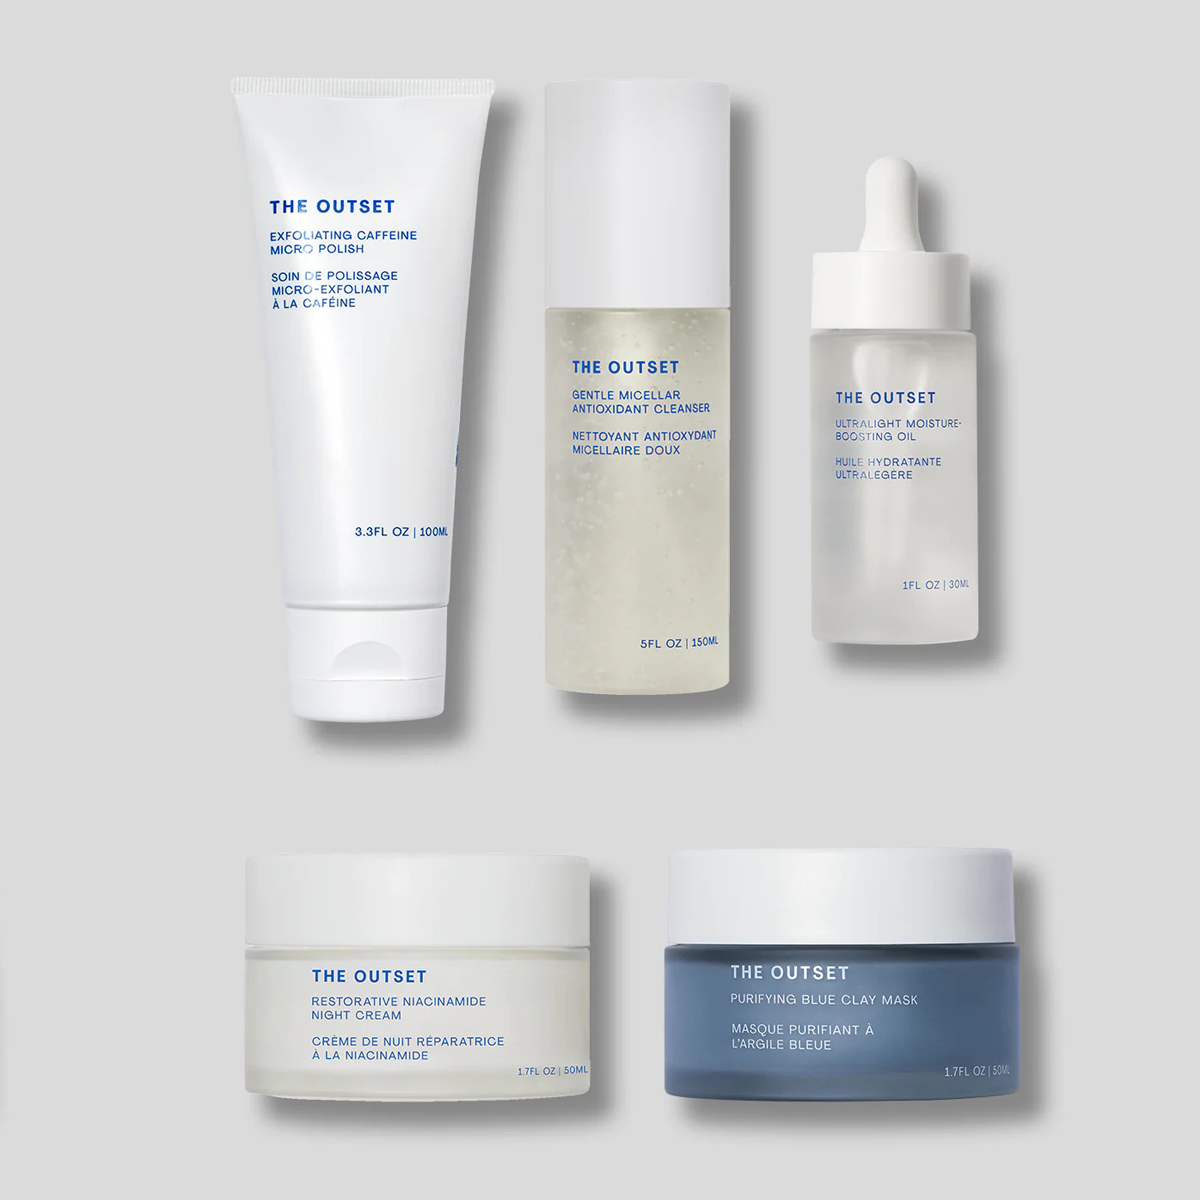 THE OUTSET
EXFOLIATING CAFFEINE
MICRO POLISH
SOIN DE POLISSAGE
MICRO-EXFOLIANT
À LA CAFÉINE
3.3FL OZ | 100ML
THE OUTSET
GENTLE MICELLAR
ANTIOXIDANT CLEANSER
NETTOYANT ANTIOXYDANT
MICELLAIRE DOUX
5FL OZ | 150ML
THE OUTSET
ULTRALIGHT MOISTURE-
BOOSTING OIL
HUILE HYDRATANTE
ULTRALÉGÈRE
1FL OZ | 30ML
THE OUTSET
RESTORATIVE NIACINAMIDE
NIGHT CREAM
CRÈME DE NUIT RÉPARATRICE
À LA NIACINAMIDE
1.7FL OZ | 50ML
THE OUTSET
PURIFYING BLUE CLAY MASK
MASQUE PURIFIANT À
L'ARGILE BLEUE
1.7FL OZ | 50ML